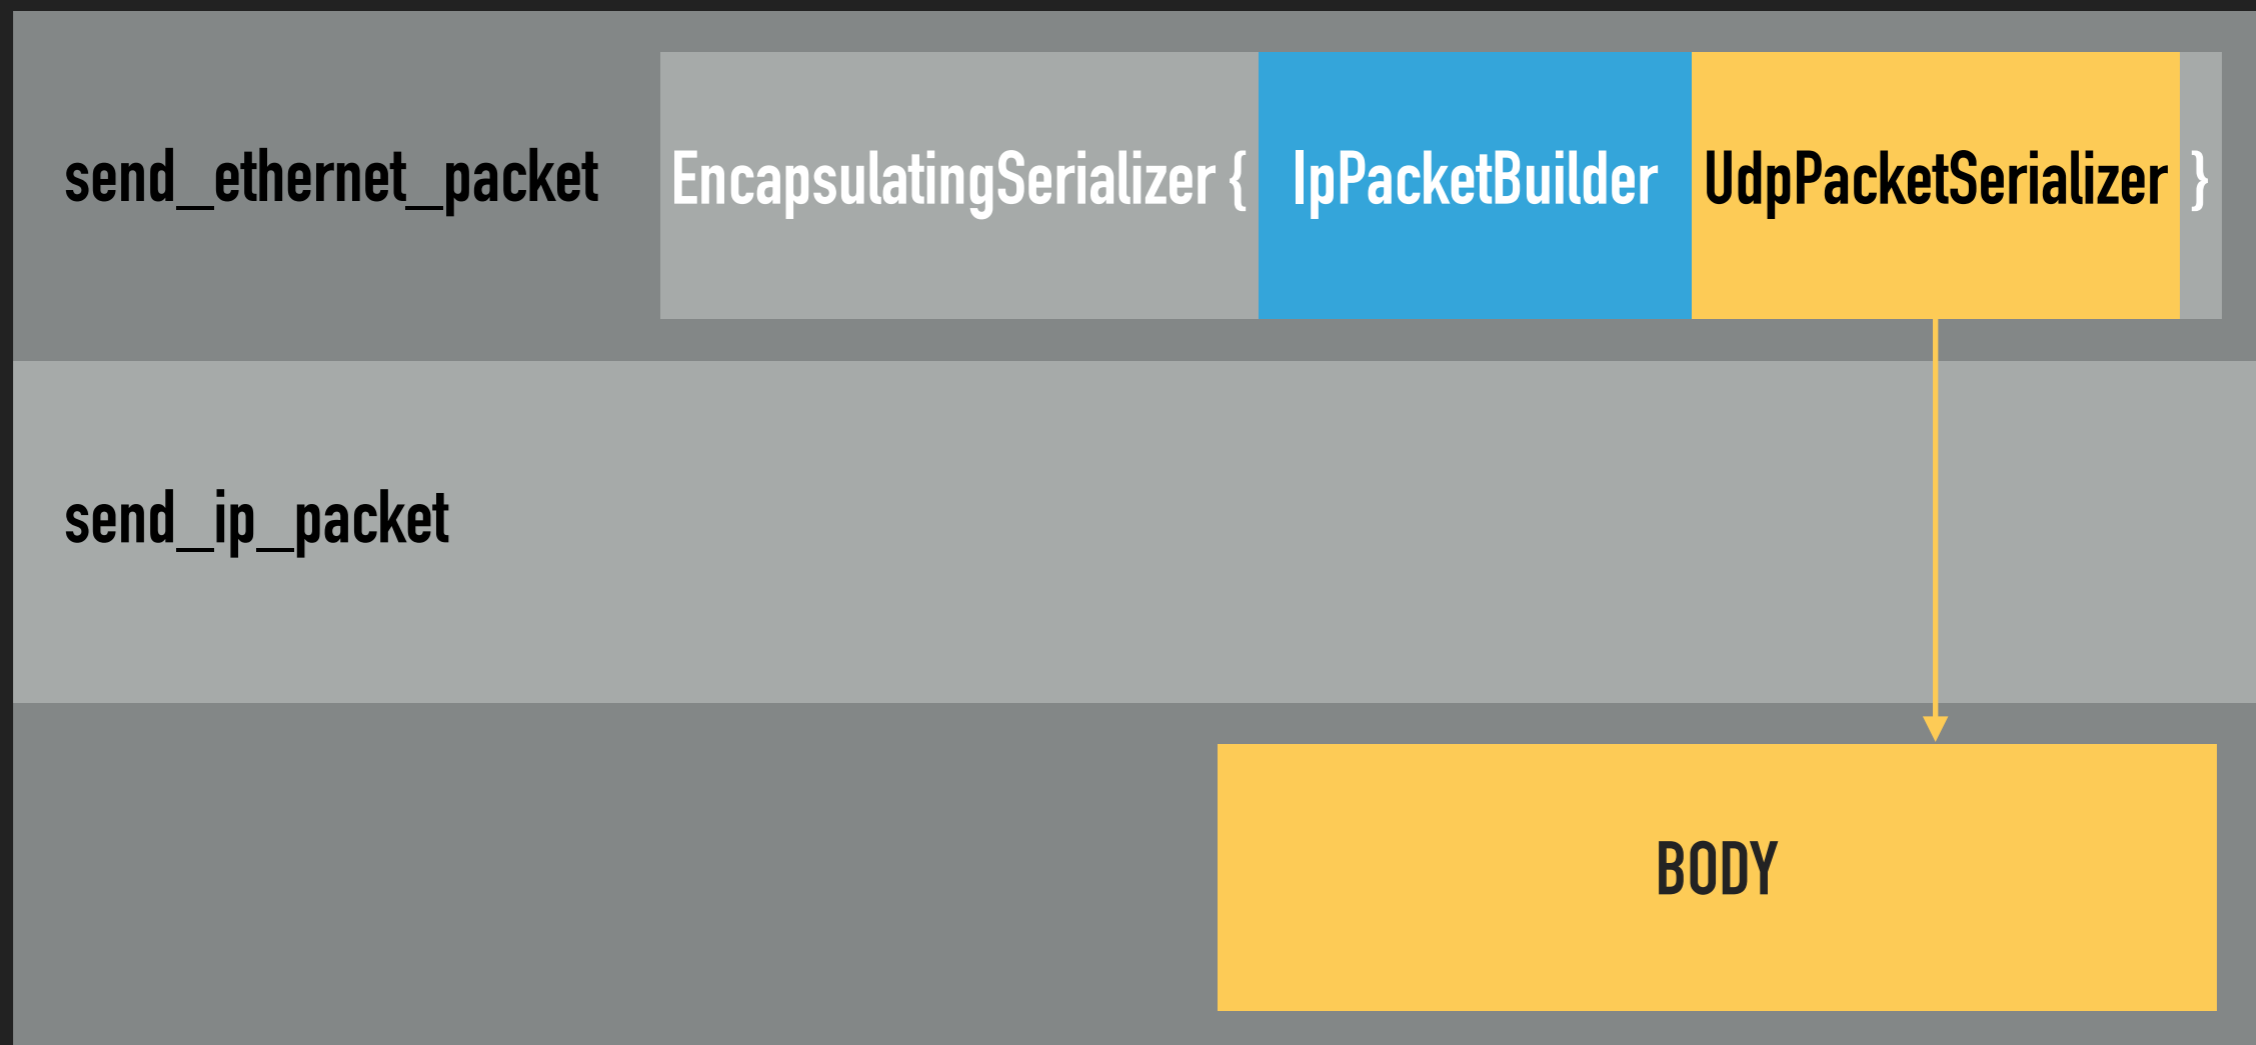 send_ethernet_packet EncapsulatingSerializer { IpPacketBuilder UdpPacketSerializer }
send_ip_packet
BODY